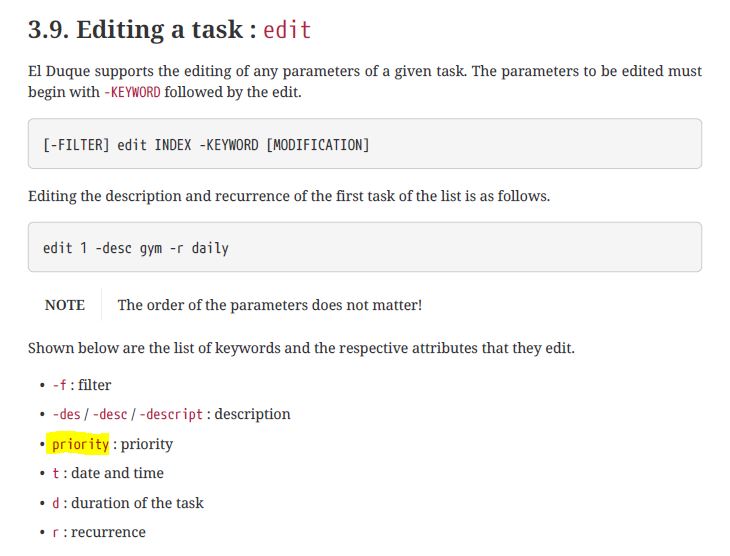 3.9. Editing a task : edit
El Duque supports the editing of any parameters of a given task. The parameters to be edited must
begin with -KEYWORD followed by the edit.
[-FILTER] edit INDEX -KEYWORD [MODIFICATION]
Editing the description and recurrence of the first task of the list is as follows.
edit 1 -desc gym -r daily
NOTE The order of the parameters does not matter!
Shown below are the list of keywords and the respective attributes that they edit.
• -f : filter
• -des / -desc / -descript : description
• priority : priority
• t : date and time
• d : duration of the task
• r : recurrence